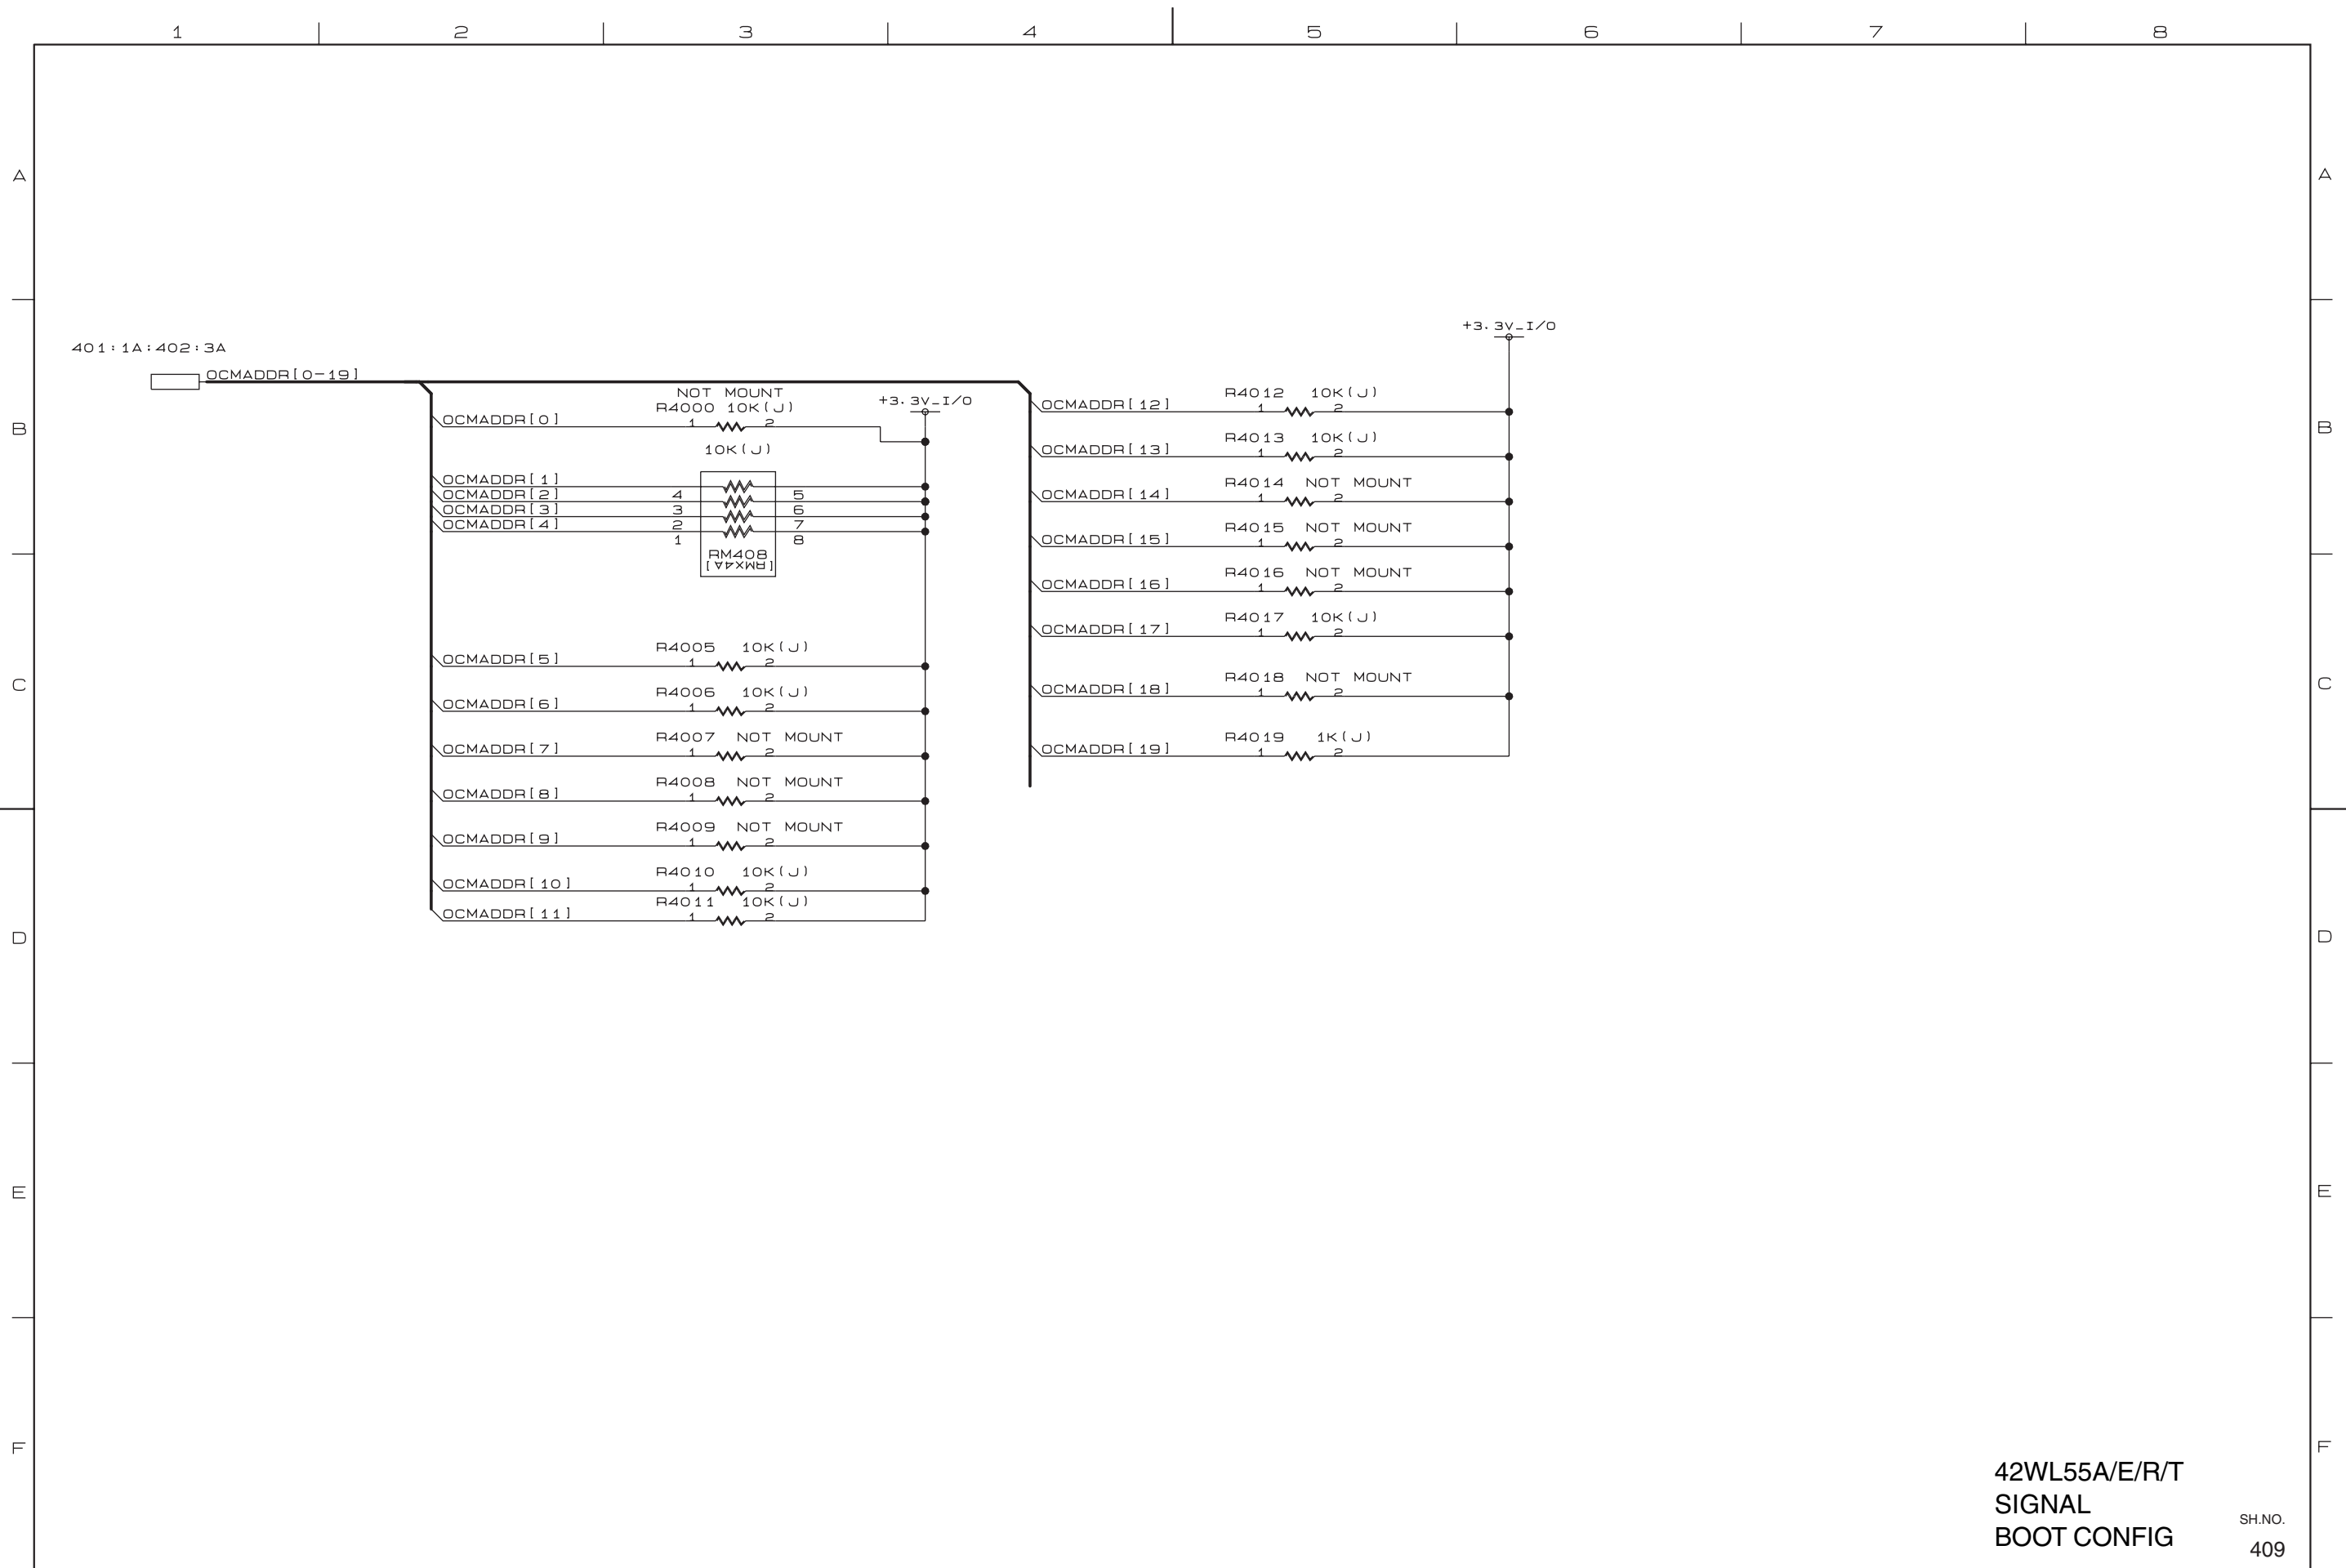 1 2 3 4 5 6 7 8
A A
+3.3V_I/O
401:1A:402:3A
OCMADDR[0-19]
NOT MOUNT
R4000 10K(J)
+3.3V_I/O
OCMADDR[0] 1 2
B B
10K(J)
OCMADDR[1]
OCMADDR[2] 4 5
OCMADDR[3] 3 6
OCMADDR[4] 2 7
1 8
RM408
[RMX4A]
R4005 10K(J)
OCMADDR[5] 1 2
C C
R4006 10K(J)
OCMADDR[6] 1 2
R4007 NOT MOUNT
OCMADDR[7] 1 2
R4008 NOT MOUNT
OCMADDR[8] 1 2
R4009 NOT MOUNT
OCMADDR[9] 1 2
R4010 10K(J)
OCMADDR[10] 1 2
R4011 10K(J)
OCMADDR[11] 1 2
R4012 10K(J)
OCMADDR[12] 1 2
R4013 10K(J)
OCMADDR[13] 1 2
R4014 NOT MOUNT
OCMADDR[14] 1 2
R4015 NOT MOUNT
OCMADDR[15] 1 2
R4016 NOT MOUNT
OCMADDR[16] 1 2
R4017 10K(J)
OCMADDR[17] 1 2
R4018 NOT MOUNT
OCMADDR[18] 1 2
R4019 1K(J)
OCMADDR[19] 1 2
D D
E E
F F
42WL55A/E/R/T
SIGNAL
BOOT CONFIG
SH.NO.
409